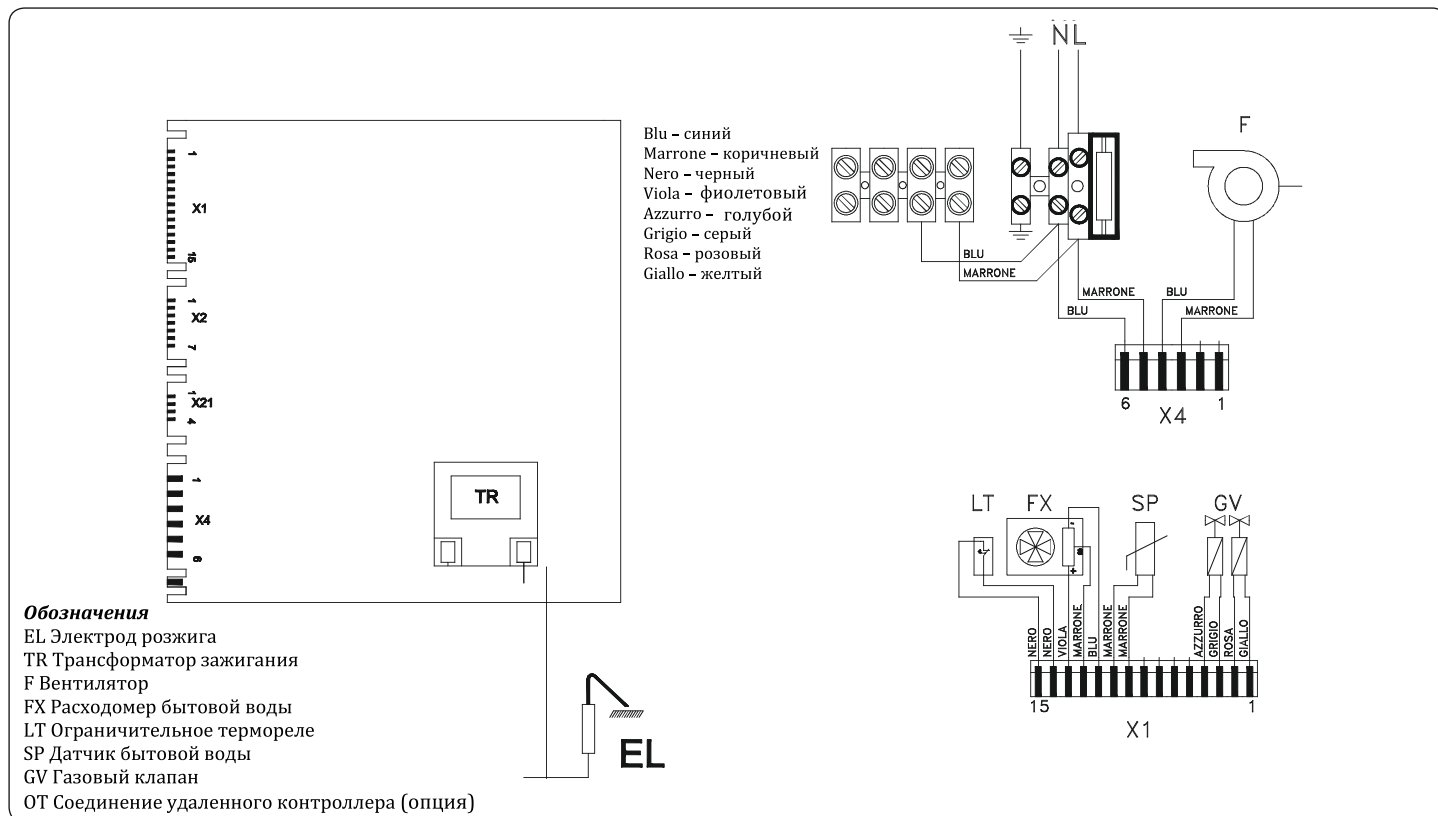 N L
F
Blu – синий
Marrone – коричневый
Nero – черный
Viola – фиолетовый
Azzurro – голубой
Grigio – серый
Rosa – розовый
Giallo – желтый
1
X1
15
1
X2
7
1
X21
4
1
X4
6
TR
BLU
MARRONE
MARRONE
BLU
BLU
MARRONE
6
1
X4
LT
FX
SP
GV
-
B
+
NERO
NERO
VIOLA
MARRONE
BLU
MARRONE
MARRONE
AZZURRO
GRIGIO
ROSA
GIALLO
15
1
X1
Обозначения
EL Электрод розжига
TR Трансформатор зажигания
F Вентилятор
FX Расходомер бытовой воды
LT Ограничительное термореле
SP Датчик бытовой воды
GV Газовый клапан
OT Соединение удаленного контроллера (опция)
EL